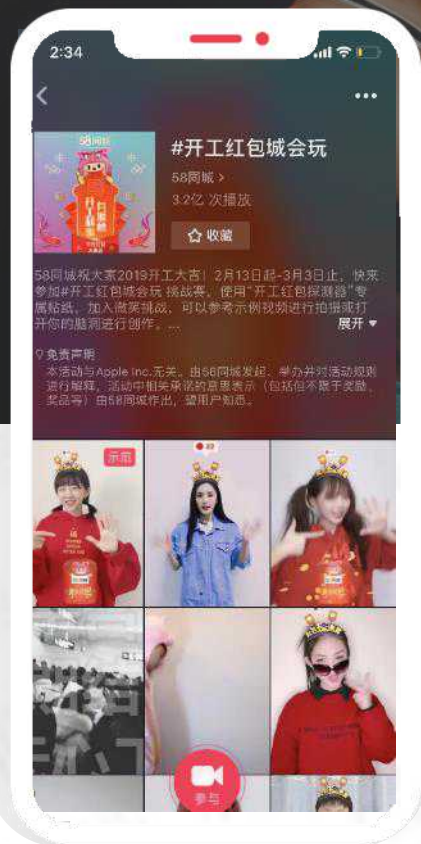 2:34
#开工红包城会玩
58同城 >
3.2亿 次播放
收藏
58同城祝大家2019开工大吉！2月13日起-3月3日止，快来
参加#开工红包城会玩 挑战赛，使用“开工红包探测器”专
属贴纸，加入微笑挑战，可以参考示例视频进行拍摄或打
开你的脑洞进行创作。...
展开
免责声明
本活动与Apple Inc.无关。由58同城发起、举办并对活动规则
进行解释，活动中相关承诺的意思表示（包括但不限于奖励、
奖品等）由58同城作出，望用户知悉。
示范
参与